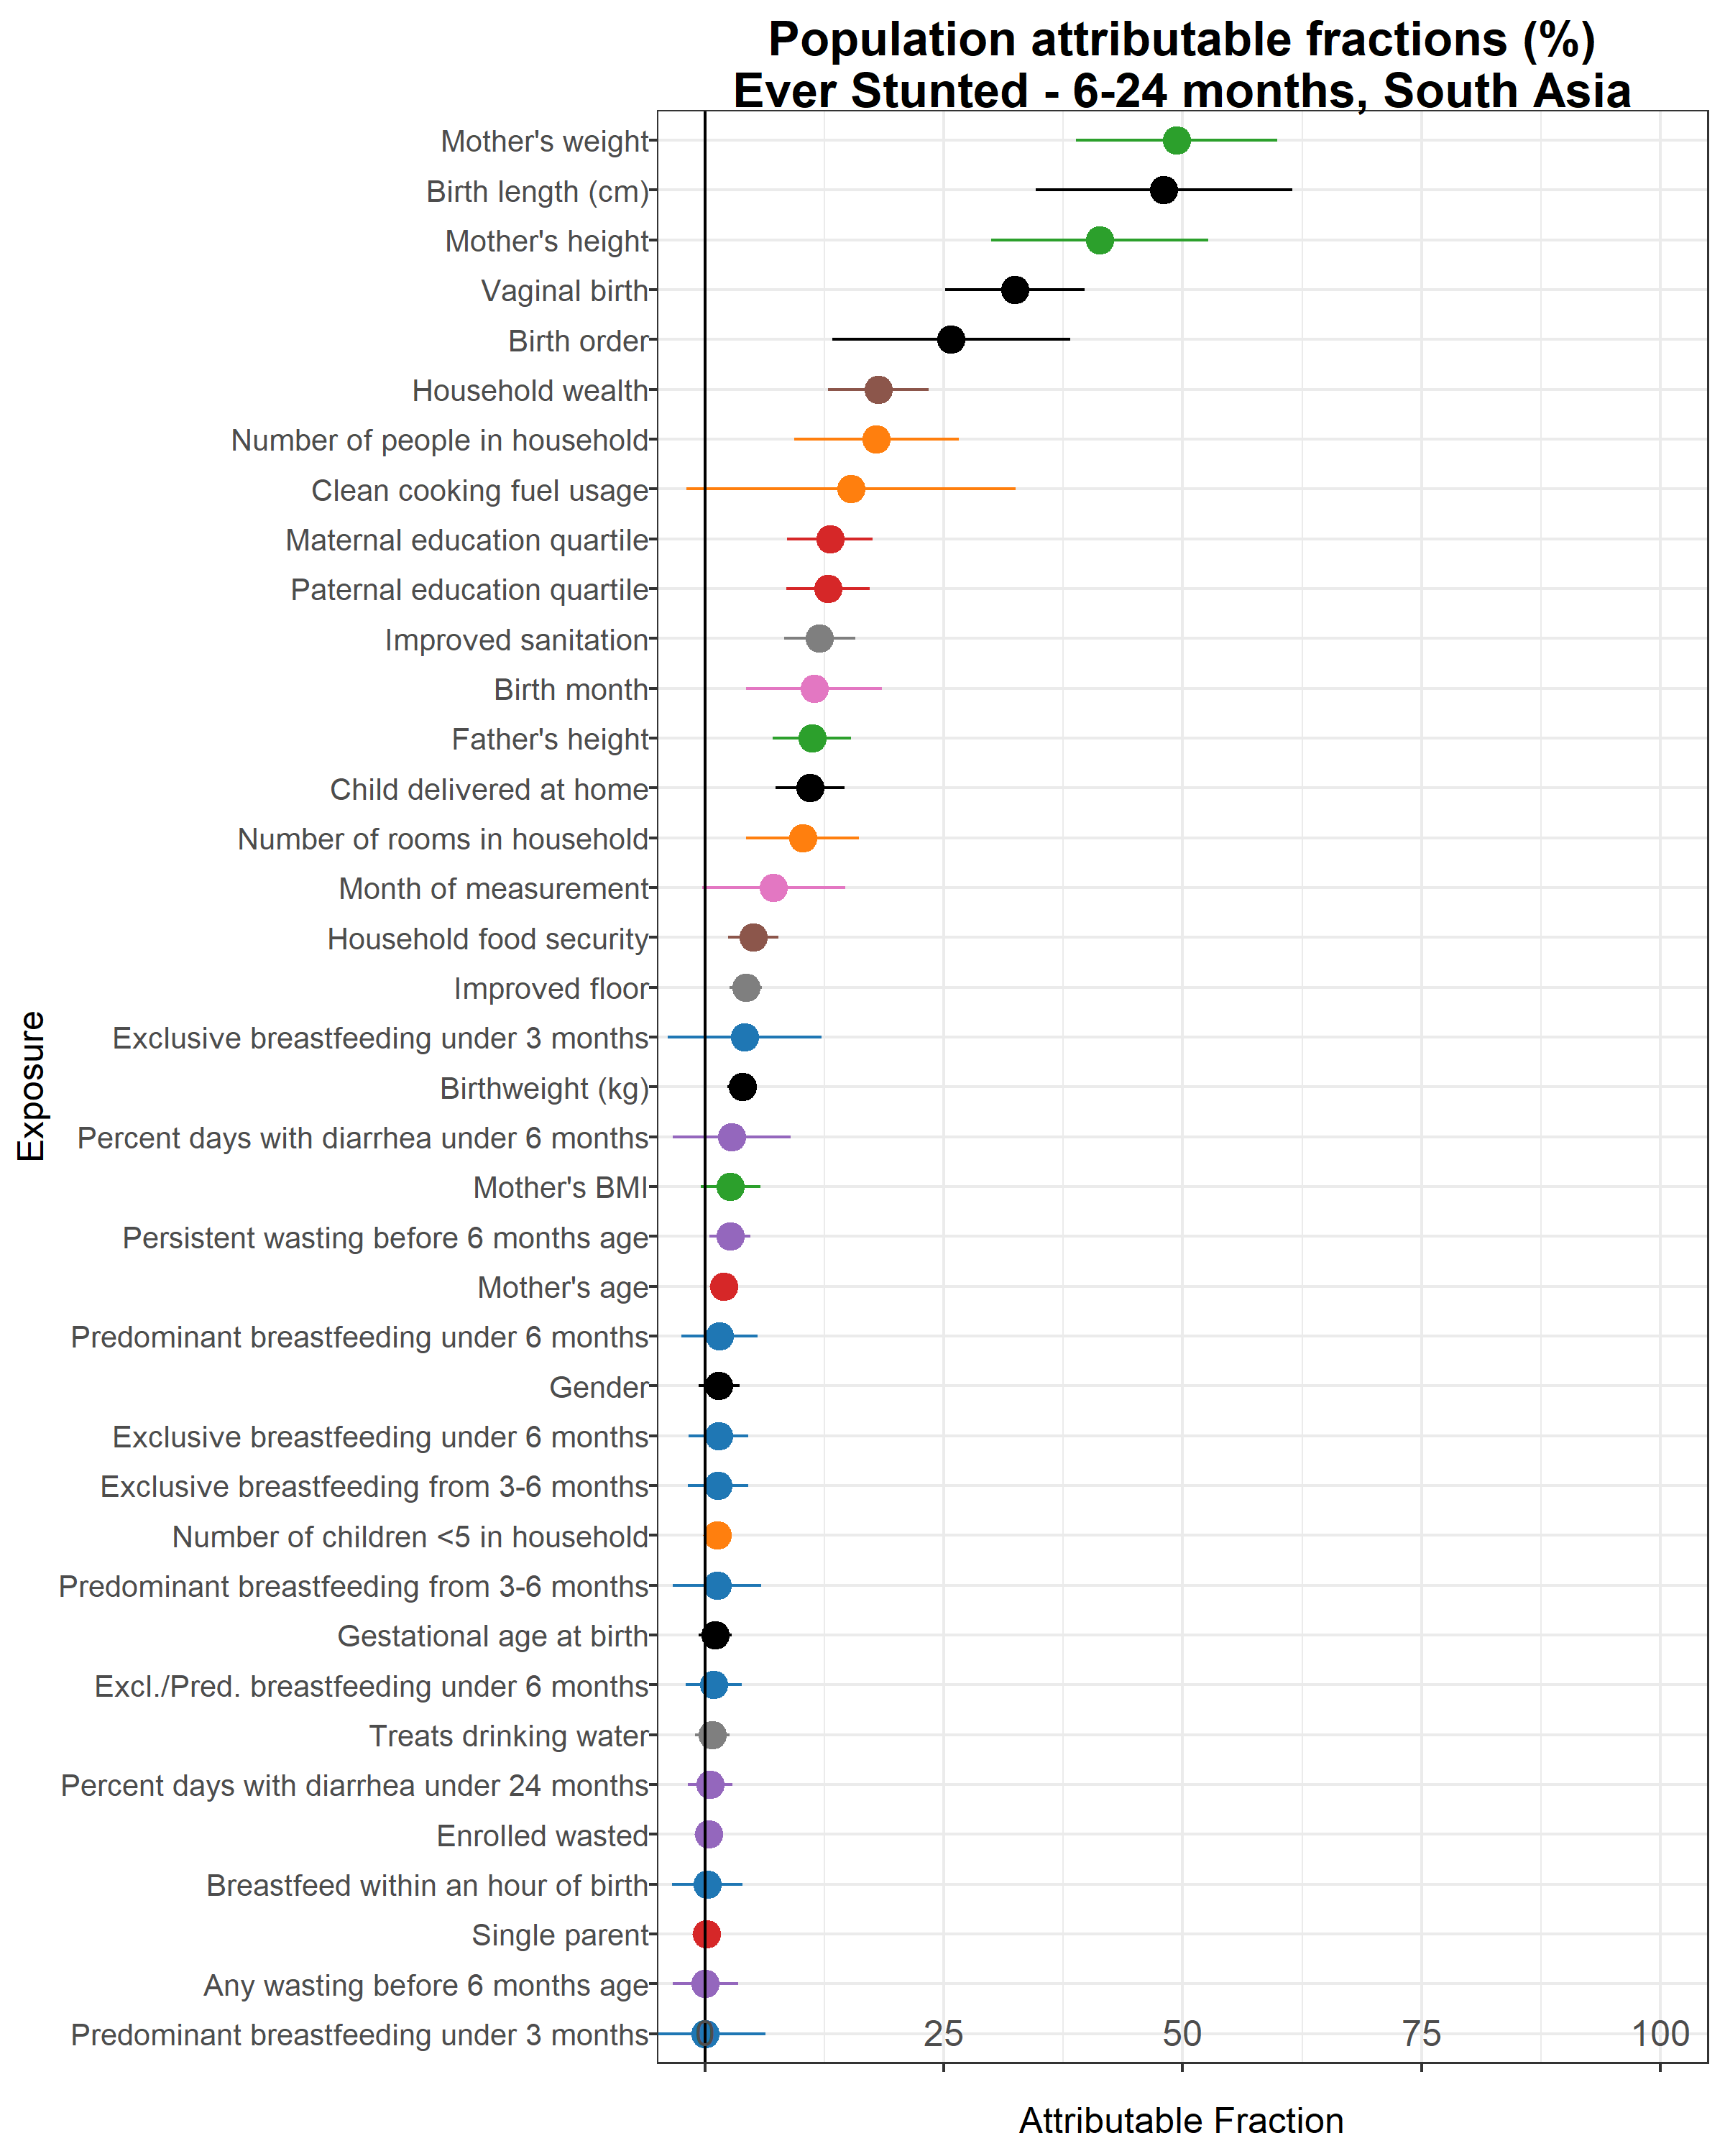 Population attributable fractions (%)
Ever Stunted - 6-24 months, South Asia
Mother's weight
Birth length (cm)
Mother's height
Vaginal birth
Birth order
Household wealth
Number of people in household
Clean cooking fuel usage
Maternal education quartile
Paternal education quartile
Improved sanitation
Birth month
Father's height
Child delivered at home
Number of rooms in household
Month of measurement
Household food security
Improved floor
Exclusive breastfeeding under 3 months
Birthweight (kg)
Percent days with diarrhea under 6 months
Mother's BMI
Persistent wasting before 6 months age
Mother's age
Predominant breastfeeding under 6 months
Gender
Exclusive breastfeeding under 6 months
Exclusive breastfeeding from 3-6 months
Number of children <5 in household
Predominant breastfeeding from 3-6 months
Gestational age at birth
Excl./Pred. breastfeeding under 6 months
Treats drinking water
Percent days with diarrhea under 24 months
Enrolled wasted
Breastfeed within an hour of birth
Single parent
Any wasting before 6 months age
Predominant breastfeeding under 3 months
Exposure
0 25 50 75 100
Attributable Fraction